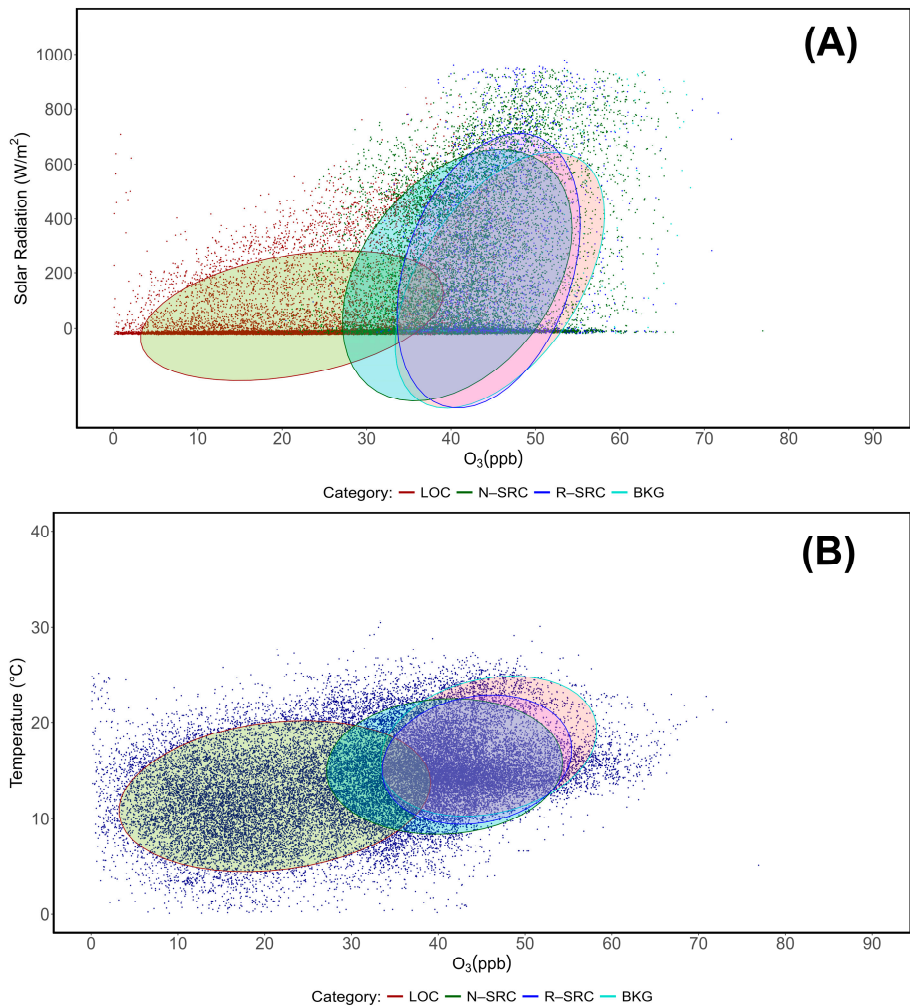 (A)
Solar Radiation (W/m²)
1000
800
600
400
200
0
0 10 20 30 40 50 60 70 80 90
O₃(ppb)
Category: LOC N–SRC R–SRC BKG
(B)
Temperature (°C)
40
30
20
10
0
0 10 20 30 40 50 60 70 80 90
O₃(ppb)
Category: LOC N–SRC R–SRC BKG